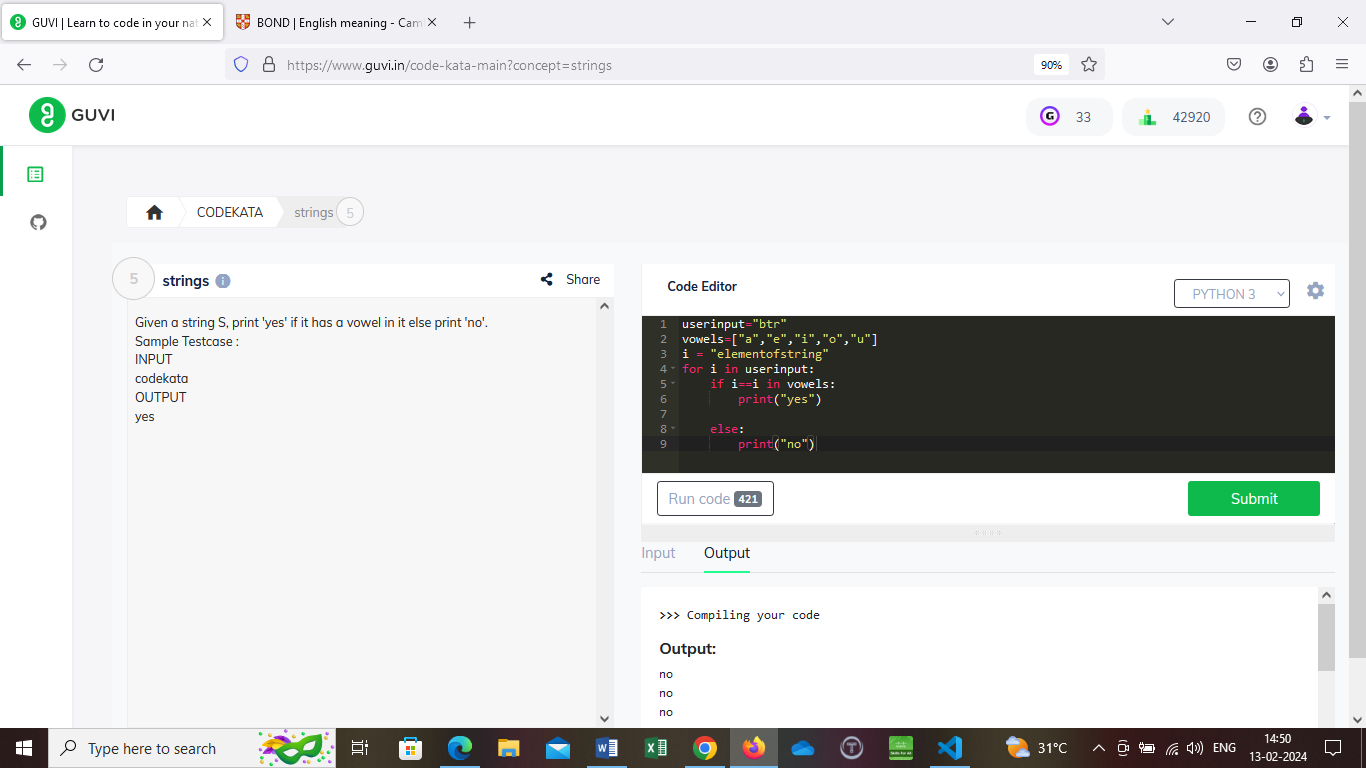 GUVI | Learn to code in your nat
BOND | English meaning - Cam
https://www.guvi.in/code-kata-main?concept=strings
90%
GUVI
33
42920
CODEKATA
strings
5
5
strings
Share
Given a string S, print 'yes' if it has a vowel in it else print 'no'.
Sample Testcase :
INPUT
codekata
OUTPUT
yes
Code Editor
PYTHON 3
1 userinput="btr"
2 vowels=["a","e","i","o","u"]
3 i = "elementofstring"
4 for i in userinput:
5 if i==i in vowels:
6 print("yes")
7
8 else:
9 print("no")
Run code 421
Submit
Input
Output
>>> Compiling your code
Output:
no
no
no
Type here to search
31°C
ENG
14:50
13-02-2024